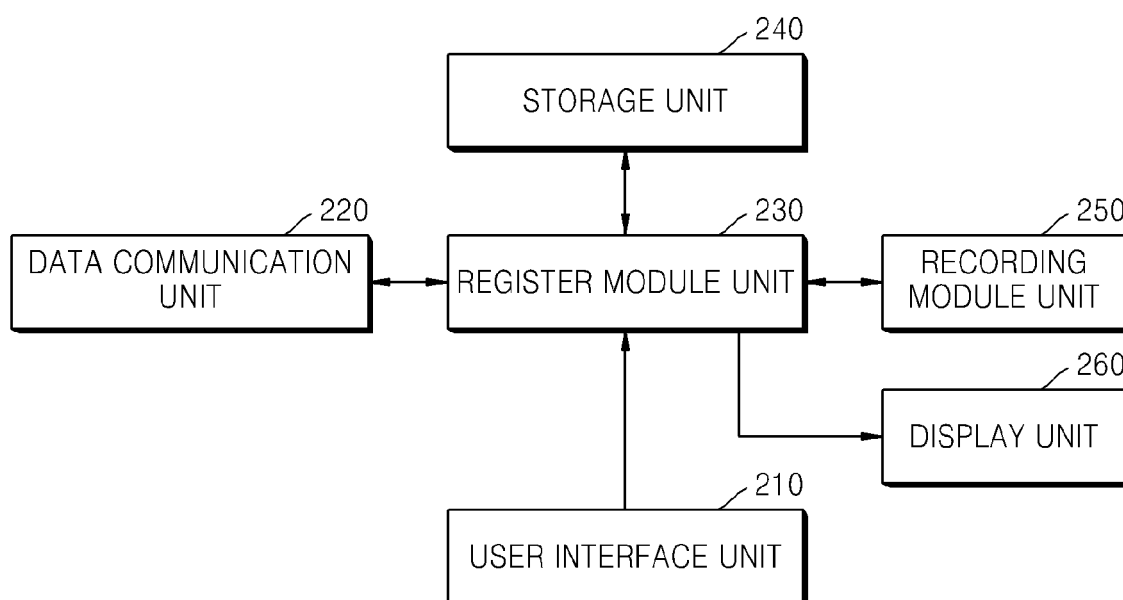 240
STORAGE UNIT
220
230
250
DATA COMMUNICATION
UNIT
REGISTER MODULE UNIT
RECORDING
MODULE UNIT
260
DISPLAY UNIT
210
USER INTERFACE UNIT